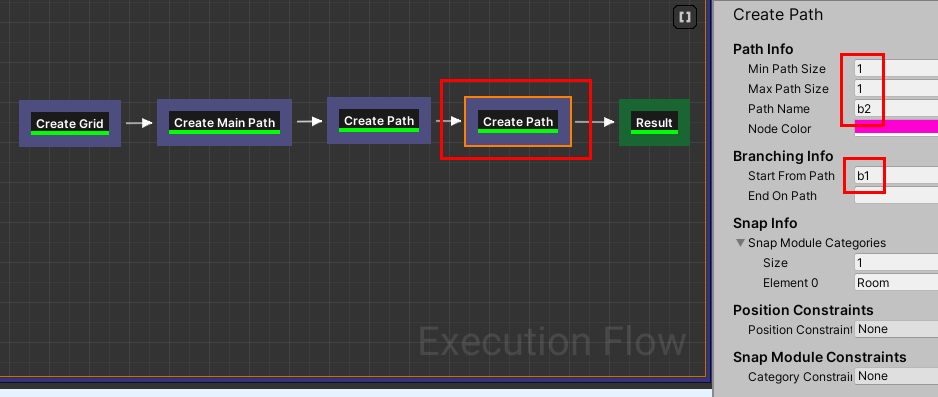 Create Grid
Create Main Path
Create Path
Create Path
Result
Execution Flow
Create Path
Path Info
Min Path Size 1
Max Path Size 1
Path Name b2
Node Color
Branching Info
Start From Path b1
End On Path
Snap Info
Snap Module Categories
Size 1
Element 0 Room
Position Constraints
Position Constraint None
Snap Module Constraints
Category Constrai None